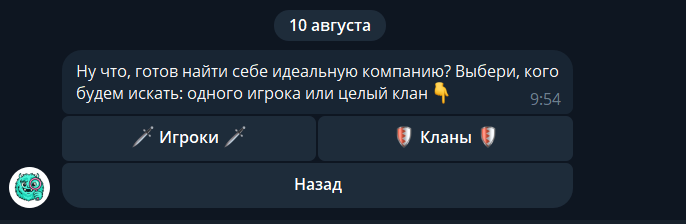 10 августа
Ну что, готов найти себе идеальную компанию? Выбери, кого
будем искать: одного игрока или целый клан 👇
9:54
🗡 Игроки 🗡
🛡 Кланы 🛡
Назад